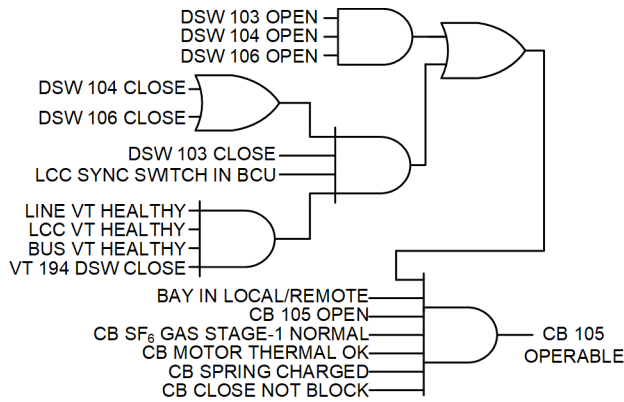 DSW 103 OPEN
DSW 104 OPEN
DSW 106 OPEN
DSW 104 CLOSE
DSW 106 CLOSE
DSW 103 CLOSE
LCC SYNC SWITCH IN BCU
LINE VT HEALTHY
LCC VT HEALTHY
BUS VT HEALTHY
VT 194 DSW CLOSE
BAY IN LOCAL/REMOTE
CB 105 OPEN
CB SF₆ GAS STAGE-1 NORMAL
CB MOTOR THERMAL OK
CB SPRING CHARGED
CB CLOSE NOT BLOCK
CB 105
OPERABLE